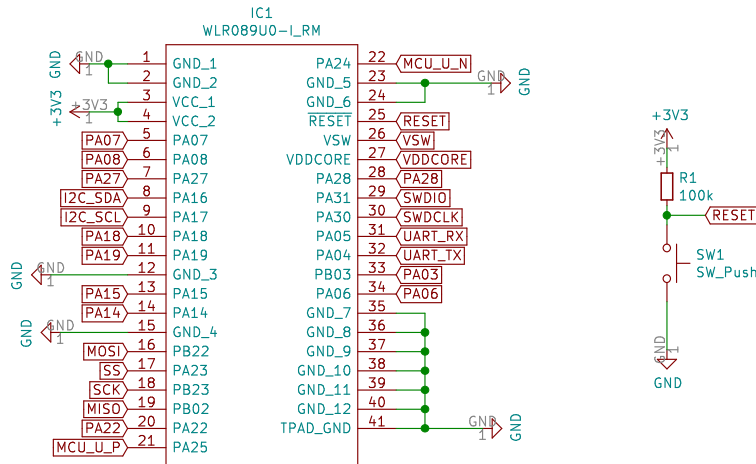 IC1
WLR089U0-I_RM
GND 1 GND 1 GND_1
2 GND_2
+3V3 +3V3 1 3 VCC_1
4 VCC_2
PA07 5 PA07
PA08 6 PA08
PA27 7 PA27
I2C_SDA 8 PA16
I2C_SCL 9 PA17
PA18 10 PA18
PA19 11 PA19
GND GND 1 12 GND_3
PA15 13 PA15
PA14 14 PA14
GND GND 1 15 GND_4
MOSI 16 PB22
SS 17 PA23
SCK 18 PB23
MISO 19 PB02
PA22 20 PA22
MCU_U_P 21 PA25
PA24 22 MCU_U_N
GND_5 23 GND 1 GND
GND_6 24
RESET 25 RESET
VSW 26 VSW
VDDCORE 27 VDDCORE
PA28 28 PA28
PA31 29 SWDIO
PA30 30 SWDCLK
PA05 31 UART_RX
PA04 32 UART_TX
PB03 33 PA03
PA06 34 PA06
GND_7 35
GND_8 36
GND_9 37
GND_10 38
GND_11 39
GND_12 40
TPAD_GND 41 GND 1 GND
+3V3
+3V3 1
R1
100k
RESET
SW1
SW_Push
GND 1
GND